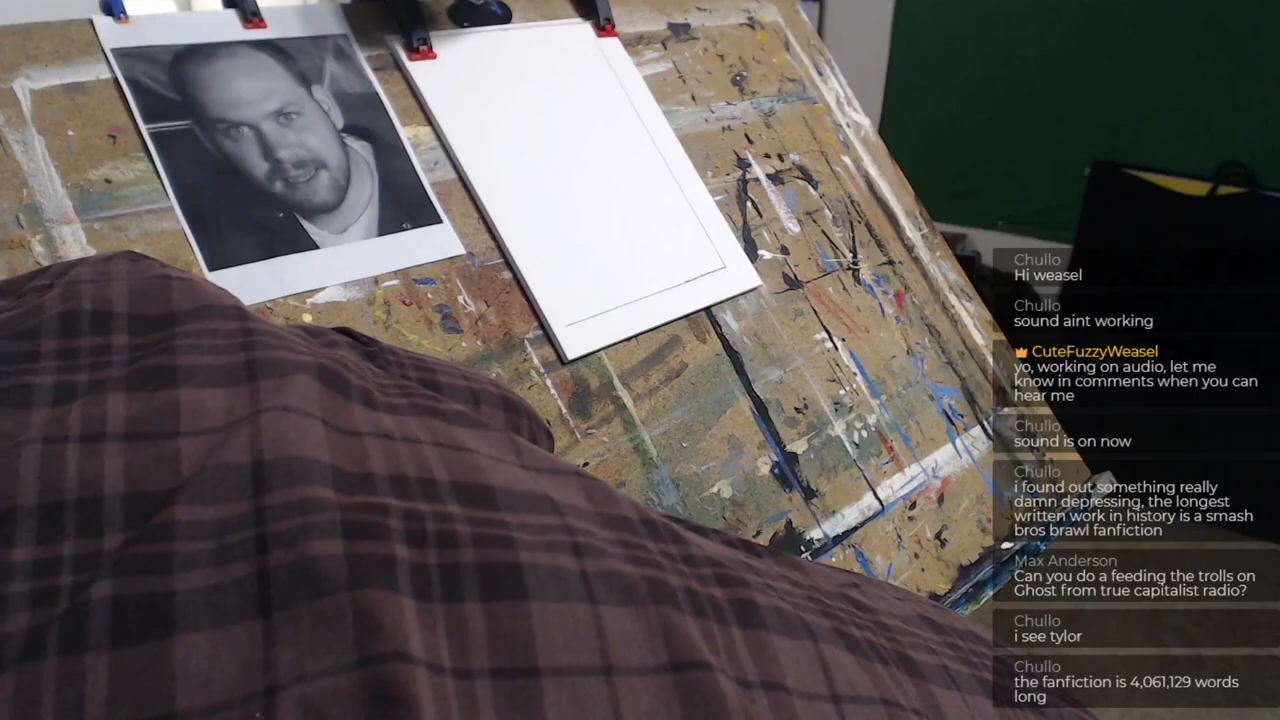 Chullo
Hi weasel
Chullo
sound aint working
CuteFuzzyWeasel
yo, working on audio, let me
know in comments when you can
hear me
Chullo
sound is on now
Chullo
i found out something really
damn depressing, the longest
written work in history is a smash
bros brawl fanfiction
Max Anderson
Can you do a feeding the trolls on
Ghost from true capitalist radio?
Chullo
i see tylor
Chullo
the fanfiction is 4,061,129 words
long